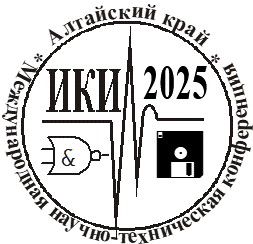 * Алтайский край *
Международная научно-техническая конференция
ИКИ 2025
&